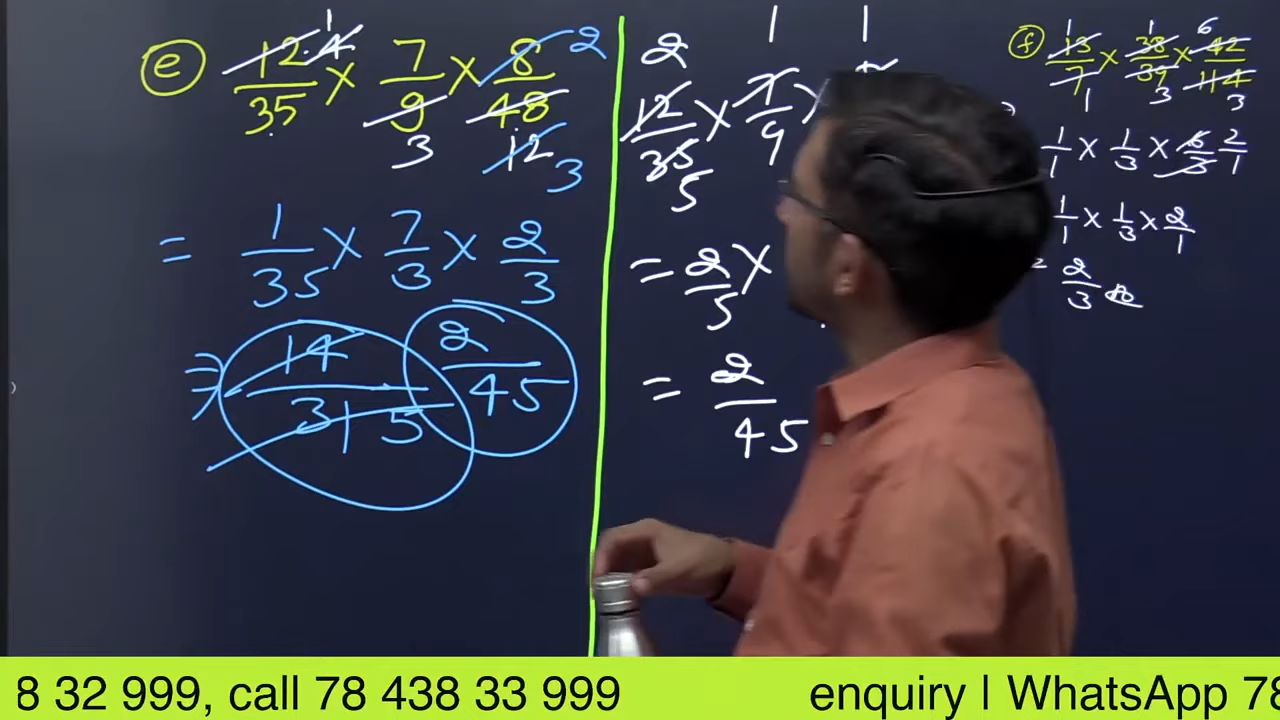 e 12/35 × 7/9 × 8/48
4 1 2
3 12 3
= 1/35 × 7/3 × 2/3
⇒ 14/315 2/45
2 1 1
12/35 × 7/9 ×
5
= 2/5 ×
= 2/45
f 13/7 × 38/39 × 42/114
1 1 6
1 3 3
1/1 × 1/3 × 6/3 2/1
1/1 × 1/3 × 2/1
2/3
8 32 999, call 78 438 33 999 enquiry | WhatsApp 78